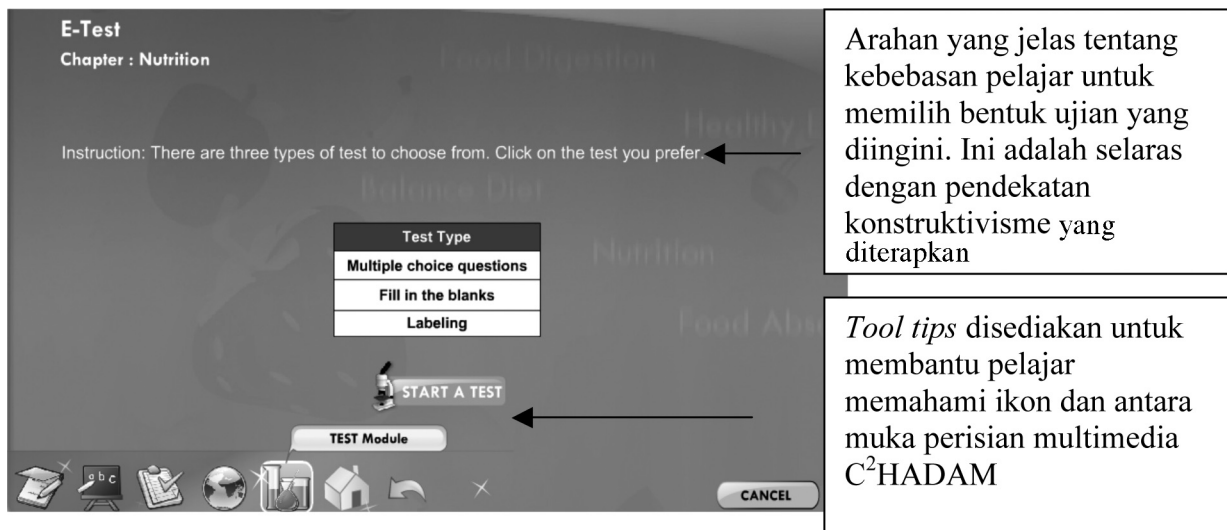 E-Test
Chapter : Nutrition
Food Digestion
Healthy L
Instruction: There are three types of test to choose from. Click on the test you prefer.
Balance Diet
Nutrition
Food Abs
Test Type
Multiple choice questions
Fill in the blanks
Labeling
START A TEST
TEST Module
abc
CANCEL
Arahan yang jelas tentang
kebebasan pelajar untuk
memilih bentuk ujian yang
diingini. Ini adalah selaras
dengan pendekatan
konstruktivisme yang
diterapkan
Tool tips disediakan untuk
membantu pelajar
memahami ikon dan antara
muka perisian multimedia
C²HADAM